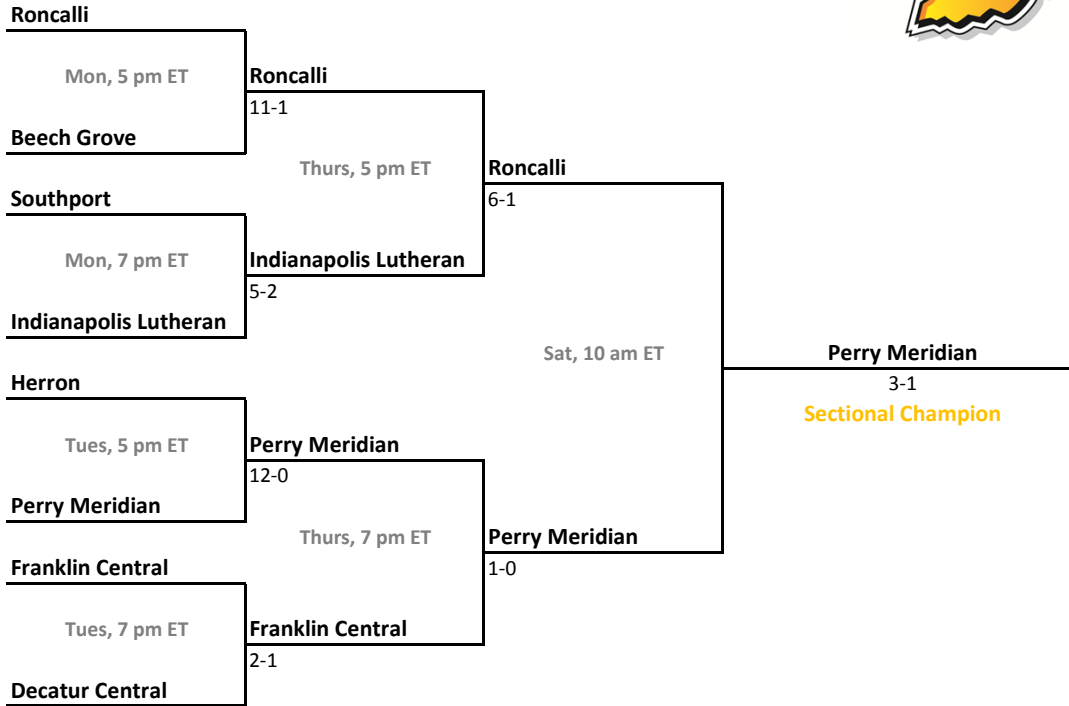 Roncalli
Mon, 5 pm ET
Roncalli
11-1
Beech Grove
Thurs, 5 pm ET
Roncalli
6-1
Southport
Mon, 7 pm ET
Indianapolis Lutheran
5-2
Indianapolis Lutheran
Sat, 10 am ET
Perry Meridian
3-1
Sectional Champion
Herron
Tues, 5 pm ET
Perry Meridian
12-0
Perry Meridian
Thurs, 7 pm ET
Perry Meridian
1-0
Franklin Central
Tues, 7 pm ET
Franklin Central
2-1
Decatur Central